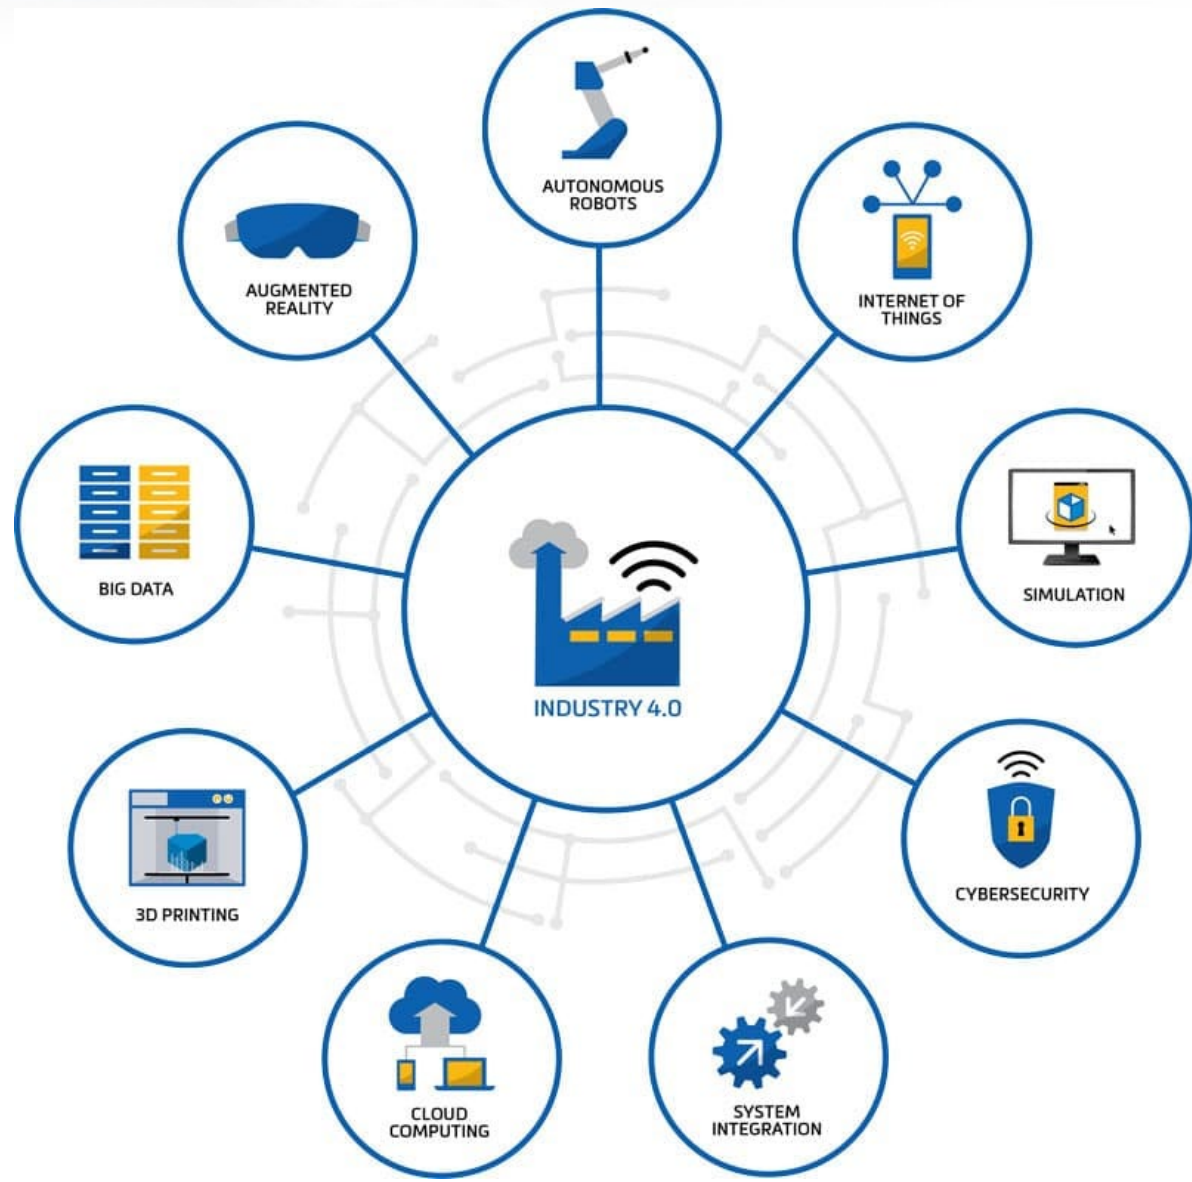 AUTONOMOUS
ROBOTS
INTERNET OF
THINGS
SIMULATION
CYBERSECURITY
SYSTEM
INTEGRATION
CLOUD
COMPUTING
3D PRINTING
BIG DATA
AUGMENTED
REALITY
INDUSTRY 4.0